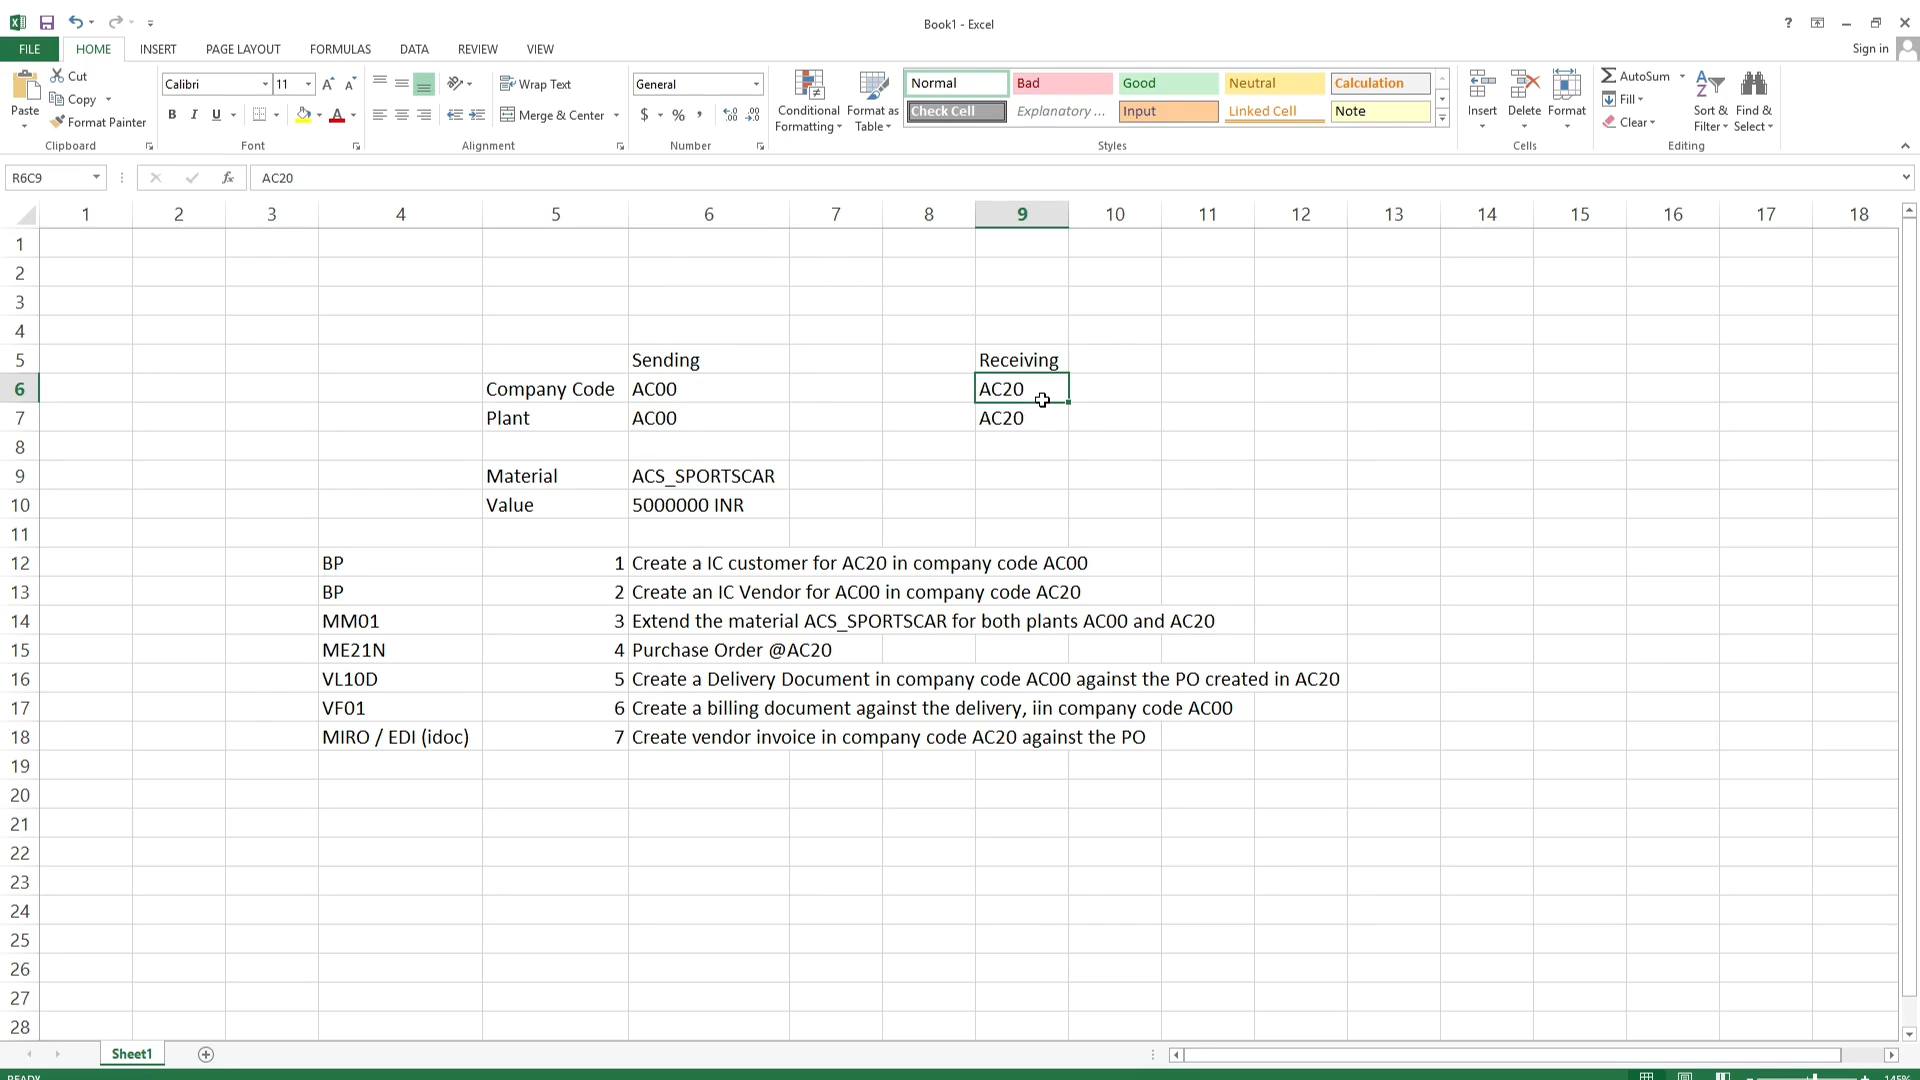 Book1 - Excel
?
Sign in
FILE HOME INSERT PAGE LAYOUT FORMULAS DATA REVIEW VIEW
Paste
Cut
Copy
Format Painter
Clipboard
Calibri 11
B I U
Font
Wrap Text
Merge & Center
Alignment
General
$ % ,
Number
Conditional Formatting
Format as Table
Normal Bad Good Neutral Calculation
Check Cell Explanatory ... Input Linked Cell Note
Styles
Insert Delete Format
Cells
AutoSum
Fill
Clear
Sort & Filter
Find & Select
Editing
R6C9 fx AC20
1 2 3 4 5 6 7 8 9 10 11 12 13 14 15 16 17 18
1
2
3
4
5 Sending Receiving
6 Company Code AC00 AC20
7 Plant AC00 AC20
8
9 Material ACS_SPORTSCAR
10 Value 5000000 INR
11
12 BP 1 Create a IC customer for AC20 in company code AC00
13 BP 2 Create an IC Vendor for AC00 in company code AC20
14 MM01 3 Extend the material ACS_SPORTSCAR for both plants AC00 and AC20
15 ME21N 4 Purchase Order @AC20
16 VL10D 5 Create a Delivery Document in company code AC00 against the PO created in AC20
17 VF01 6 Create a billing document against the delivery, iin company code AC00
18 MIRO / EDI (idoc) 7 Create vendor invoice in company code AC20 against the PO
19
20
21
22
23
24
25
26
27
28
Sheet1
READY 145%